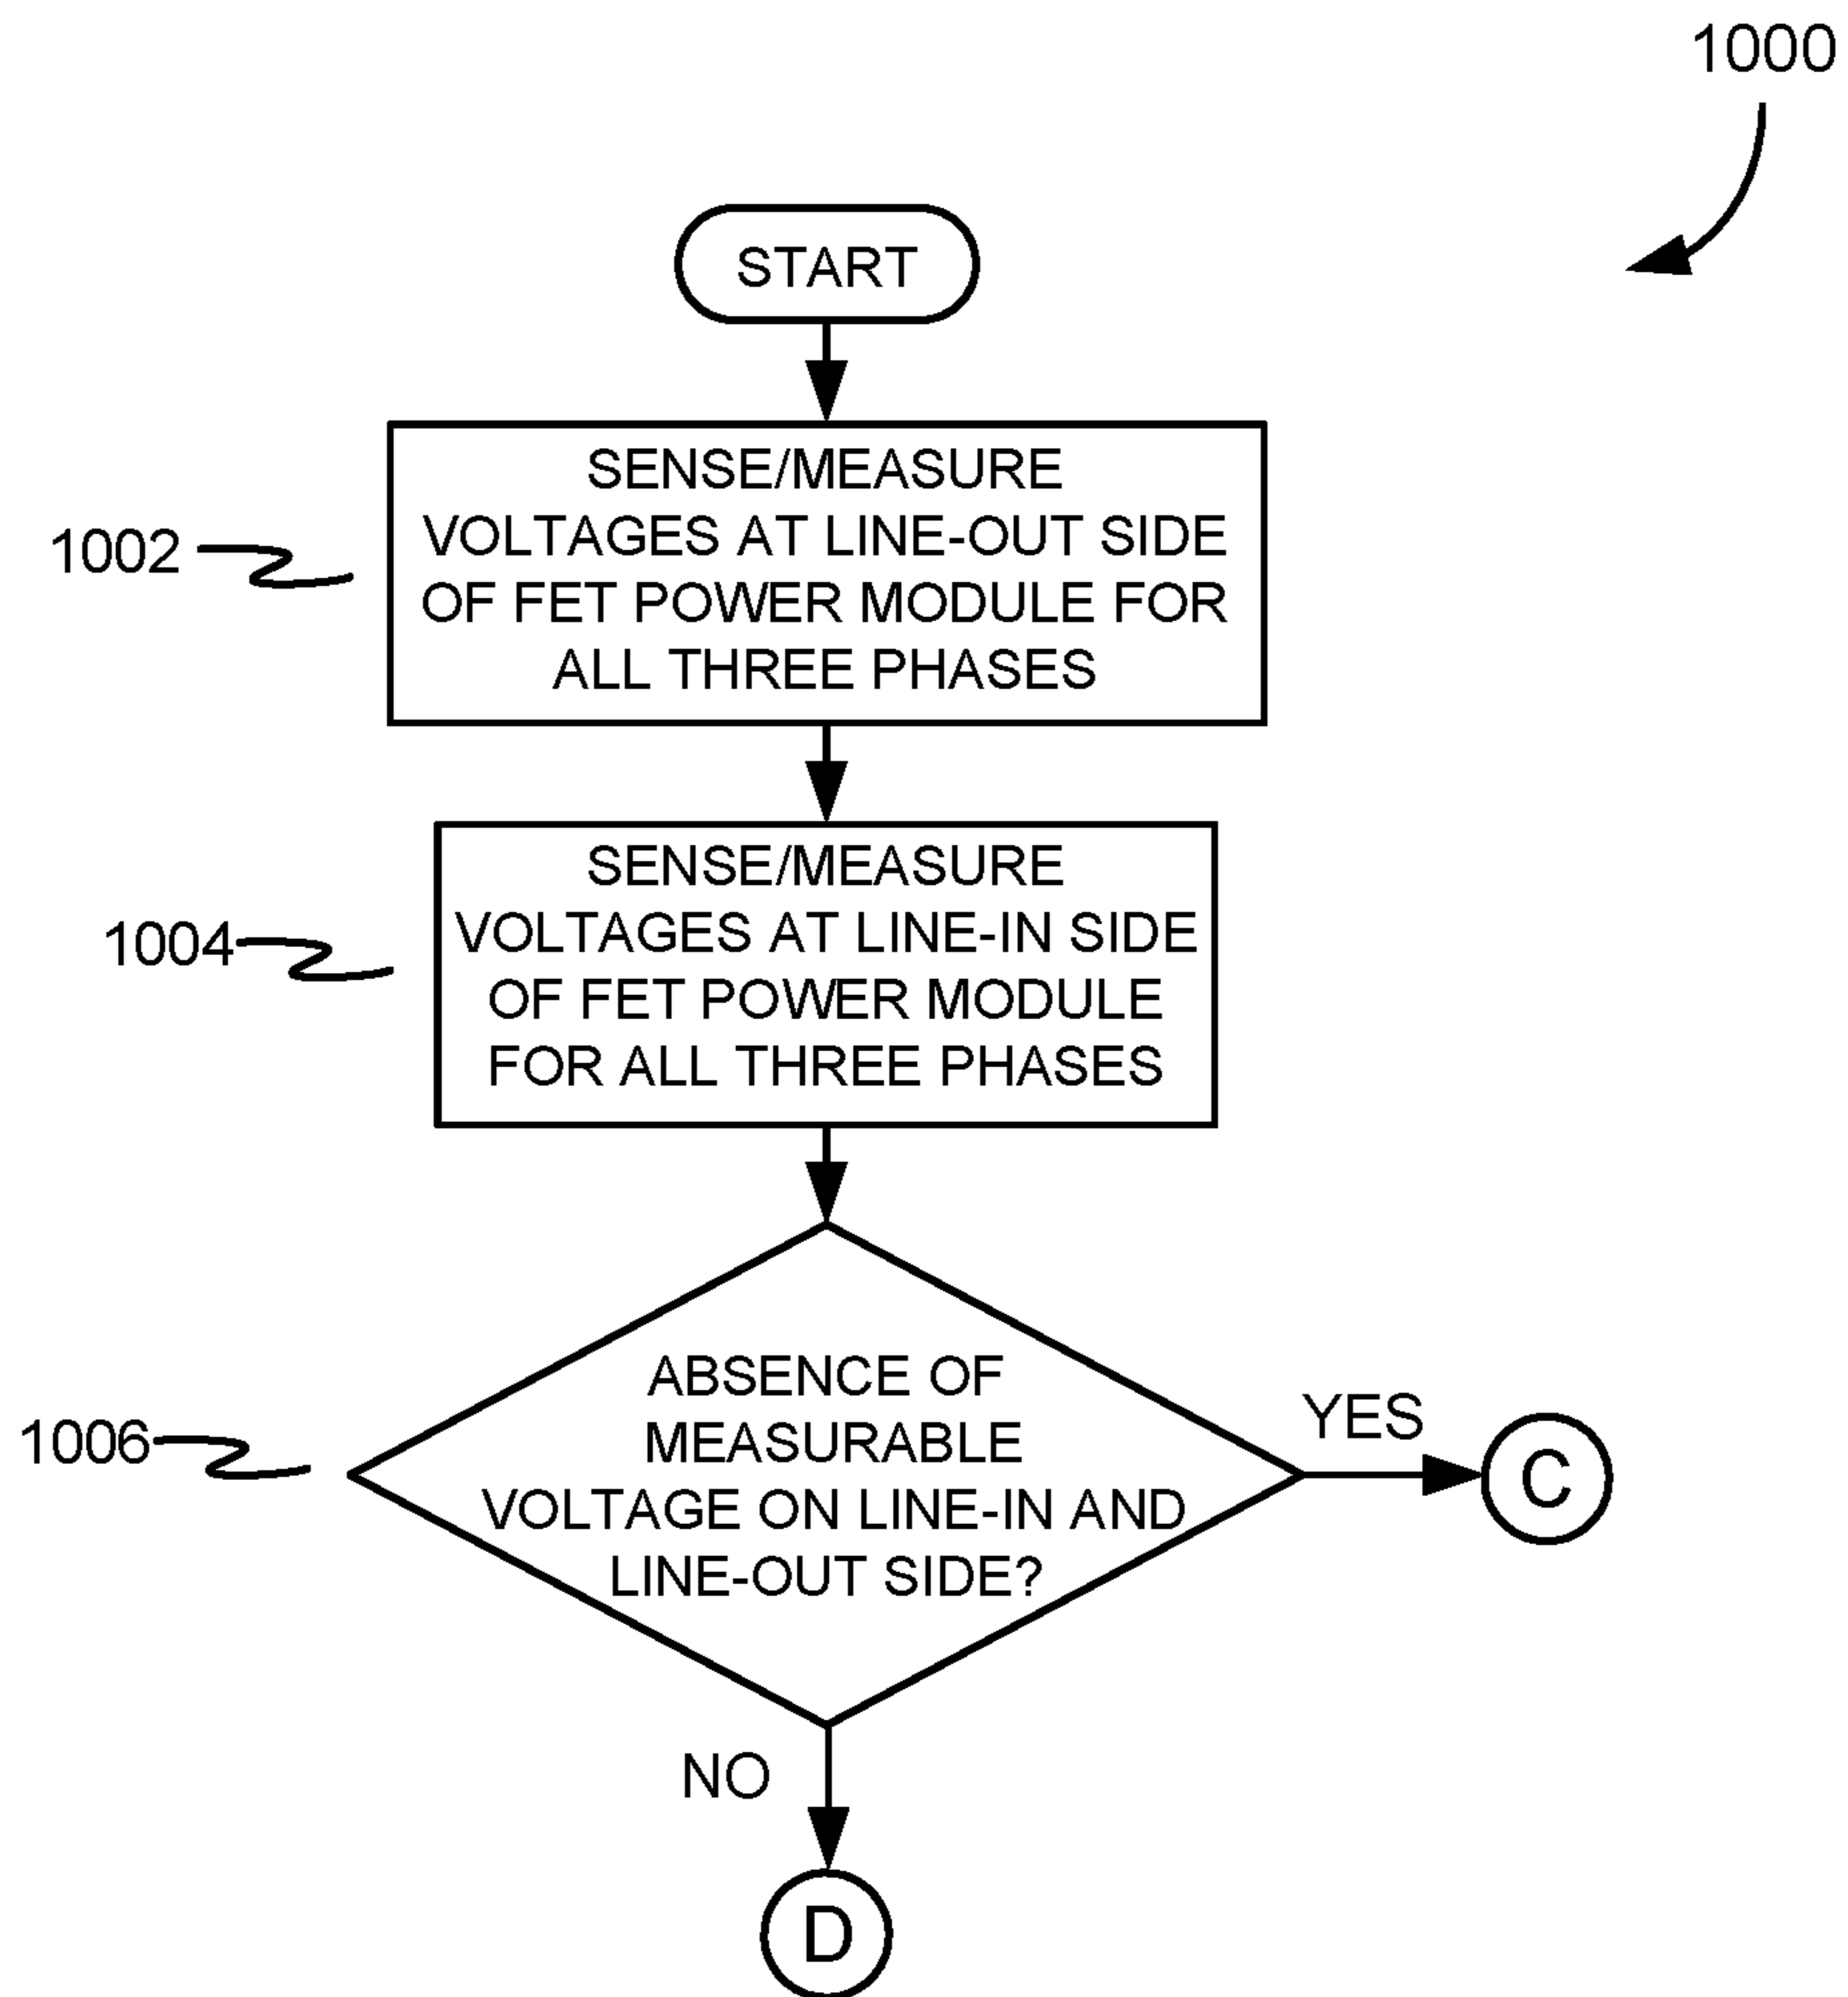 1000
START
1002
SENSE/MEASURE
VOLTAGES AT LINE-OUT SIDE
OF FET POWER MODULE FOR
ALL THREE PHASES
1004
SENSE/MEASURE
VOLTAGES AT LINE-IN SIDE
OF FET POWER MODULE
FOR ALL THREE PHASES
1006
ABSENCE OF
MEASURABLE
VOLTAGE ON LINE-IN AND
LINE-OUT SIDE?
YES
C
NO
D